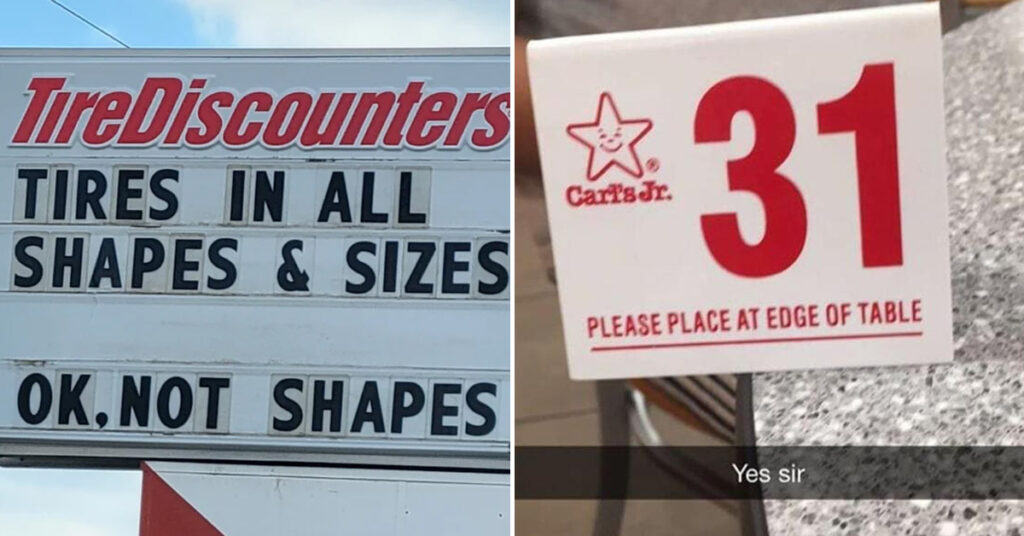 TireDiscounters
TIRES IN ALL
SHAPES & SIZES
OK, NOT SHAPES
Carl's Jr.®
31
PLEASE PLACE AT EDGE OF TABLE
Yes sir